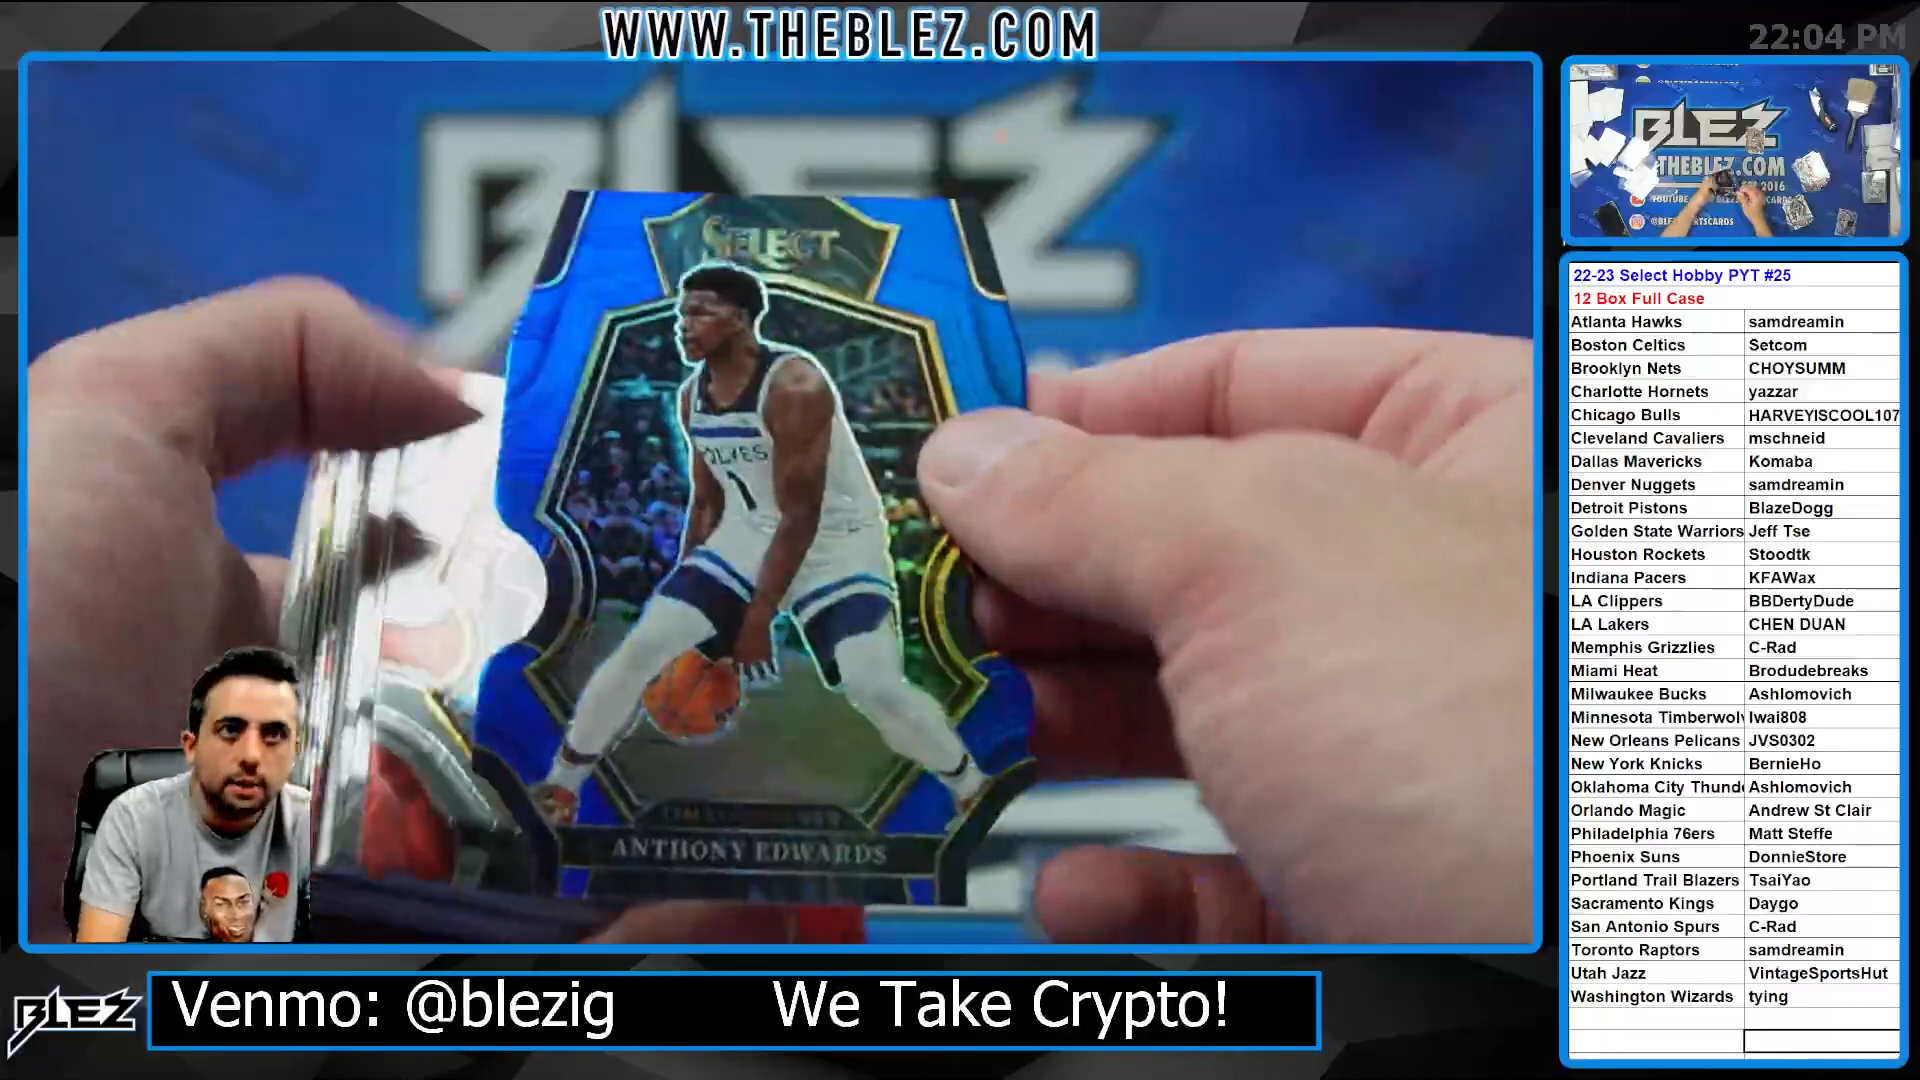 WWW.THEBLEZ.COM
22:04 PM
BLEZ
SELECT
WOLVES
1
ANTHONY EDWARDS
BLEZ
THEBLEZ.COM
22-23 Select Hobby PYT #25
12 Box Full Case
Atlanta Hawks samdreamin
Boston Celtics Setcom
Brooklyn Nets CHOYSUMM
Charlotte Hornets yazzar
Chicago Bulls HARVEYISCOOL107
Cleveland Cavaliers mschneid
Dallas Mavericks Komaba
Denver Nuggets samdreamin
Detroit Pistons BlazeDogg
Golden State Warriors Jeff Tse
Houston Rockets Stoodtk
Indiana Pacers KFAWax
LA Clippers BBDertyDude
LA Lakers CHEN DUAN
Memphis Grizzlies C-Rad
Miami Heat Brodudebreaks
Milwaukee Bucks Ashlomovich
Minnesota Timberwolv Iwai808
New Orleans Pelicans JVS0302
New York Knicks BernieHo
Oklahoma City Thund Ashlomovich
Orlando Magic Andrew St Clair
Philadelphia 76ers Matt Steffe
Phoenix Suns DonnieStore
Portland Trail Blazers TsaiYao
Sacramento Kings Daygo
San Antonio Spurs C-Rad
Toronto Raptors samdreamin
Utah Jazz VintageSportsHut
Washington Wizards tying
BLEZ
Venmo: @blezig We Take Crypto!